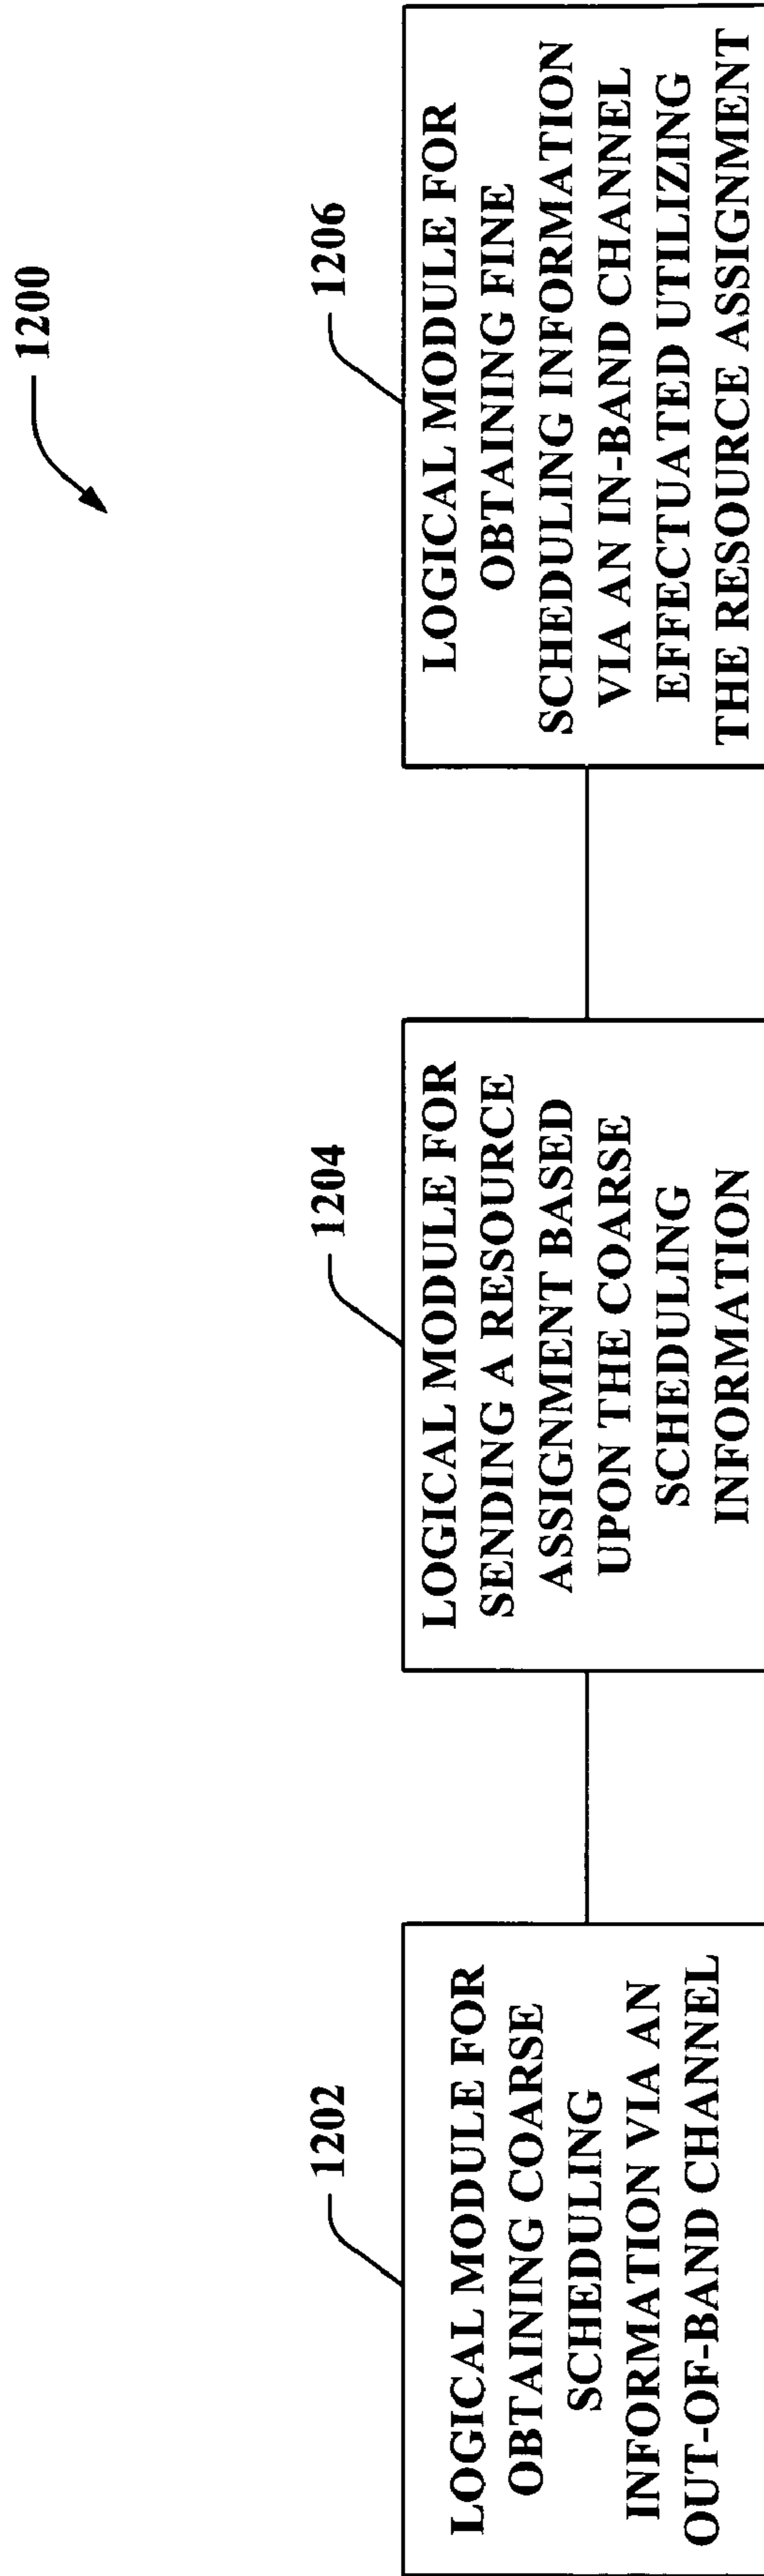 1200
1202
LOGICAL MODULE FOR
OBTAINING COARSE
SCHEDULING
INFORMATION VIA AN
OUT-OF-BAND CHANNEL
1204
LOGICAL MODULE FOR
SENDING A RESOURCE
ASSIGNMENT BASED
UPON THE COARSE
SCHEDULING
INFORMATION
1206
LOGICAL MODULE FOR
OBTAINING FINE
SCHEDULING INFORMATION
VIA AN IN-BAND CHANNEL
EFFECTUATED UTILIZING
THE RESOURCE ASSIGNMENT